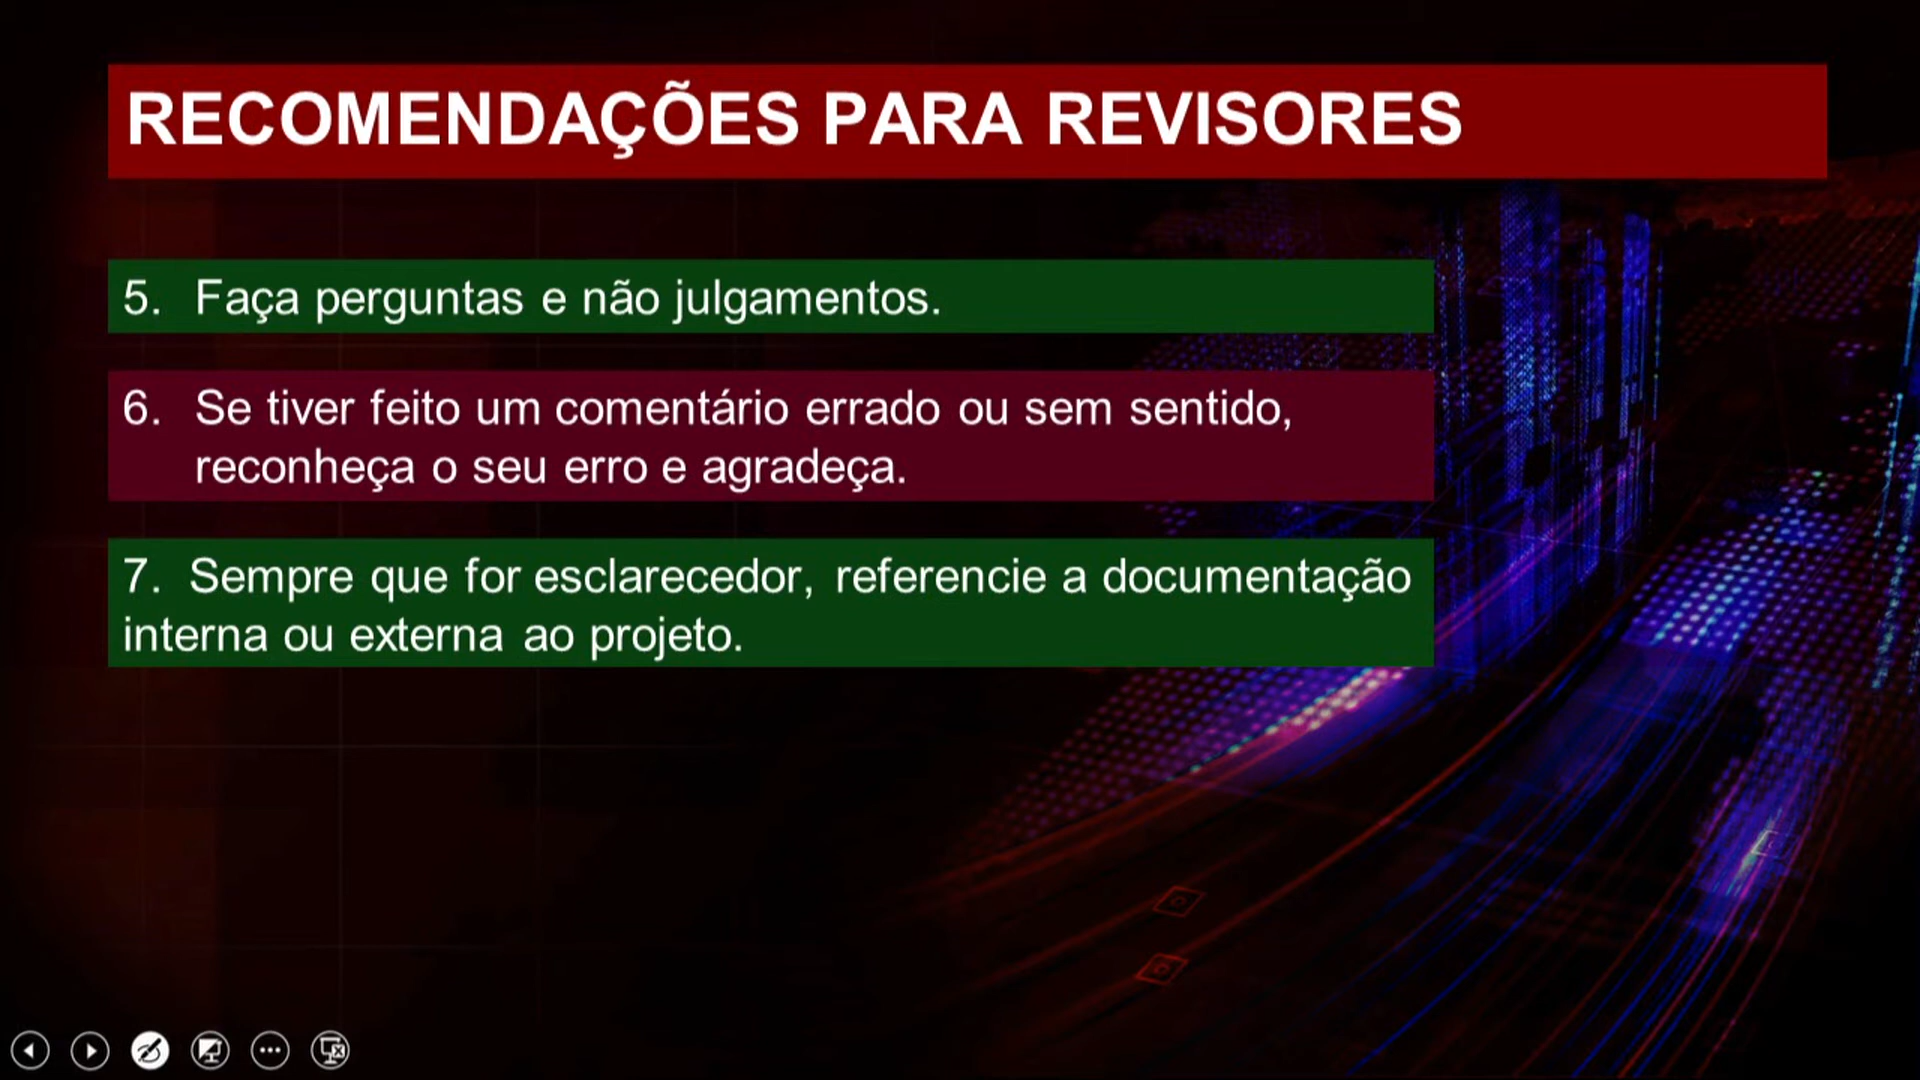 RECOMENDAÇÕES PARA REVISORES
5. Faça perguntas e não julgamentos.
6. Se tiver feito um comentário errado ou sem sentido,
reconheça o seu erro e agradeça.
7. Sempre que for esclarecedor, referencie a documentação
interna ou externa ao projeto.